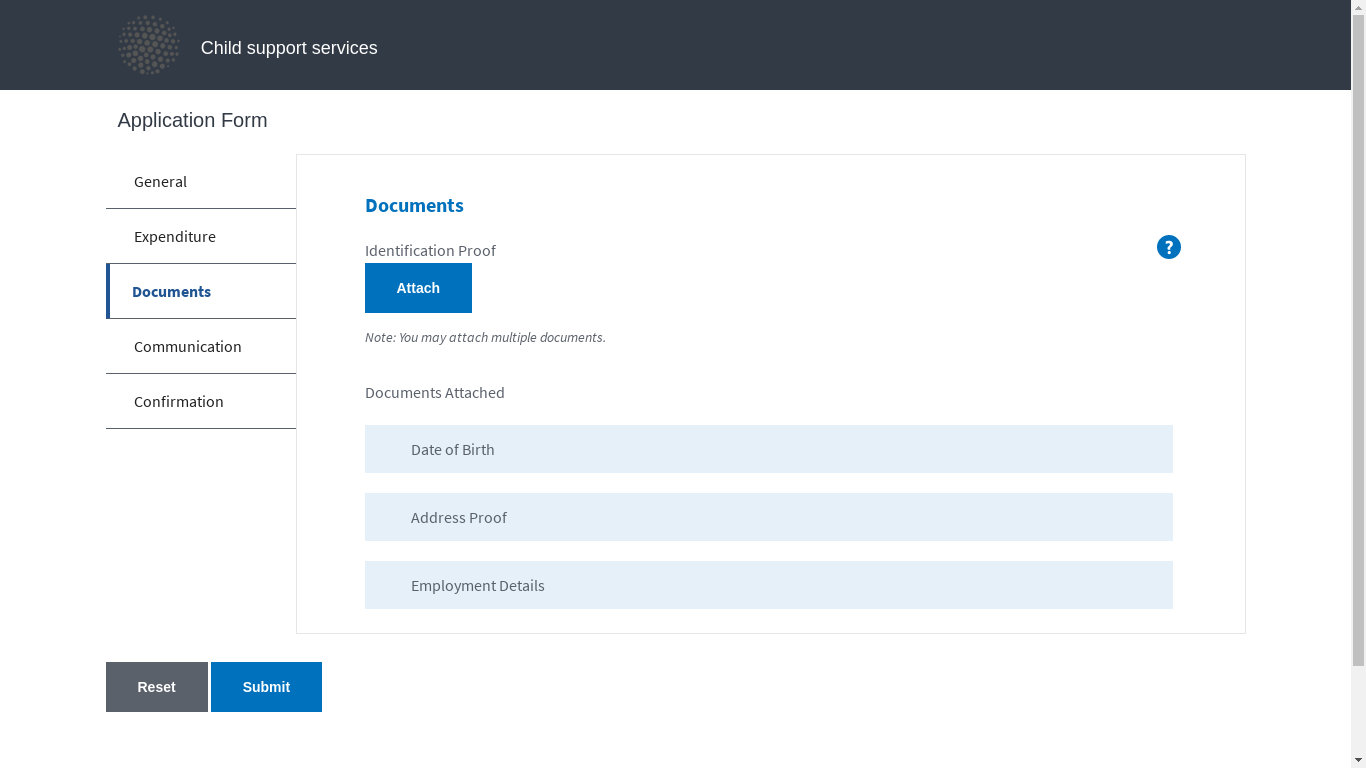 Child support services
Application Form
General
Expenditure
Documents
Communication
Confirmation
Documents
Identification Proof
?
Attach
Note: You may attach multiple documents.
Documents Attached
Date of Birth
Address Proof
Employment Details
Reset
Submit